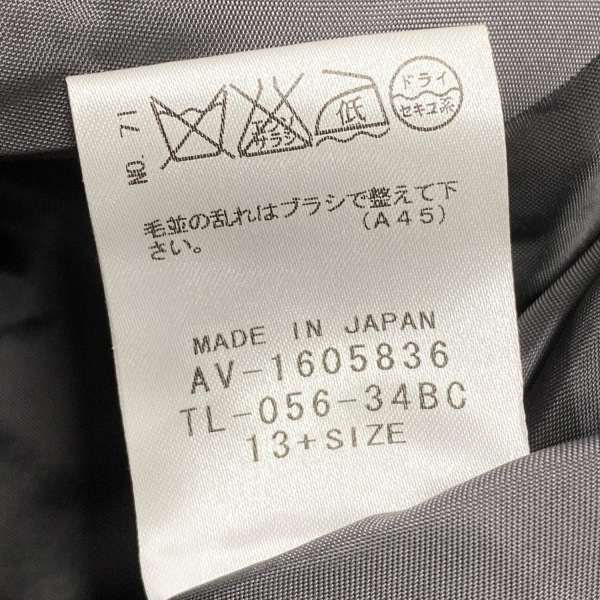 NO. 71
エンソ
サラシ
低
ドライ
セキユ系
毛並の乱れはブラシで整えて下
さい。
(A45)
MADE IN JAPAN
AV-1605836
TL-056-34BC
13+SIZE